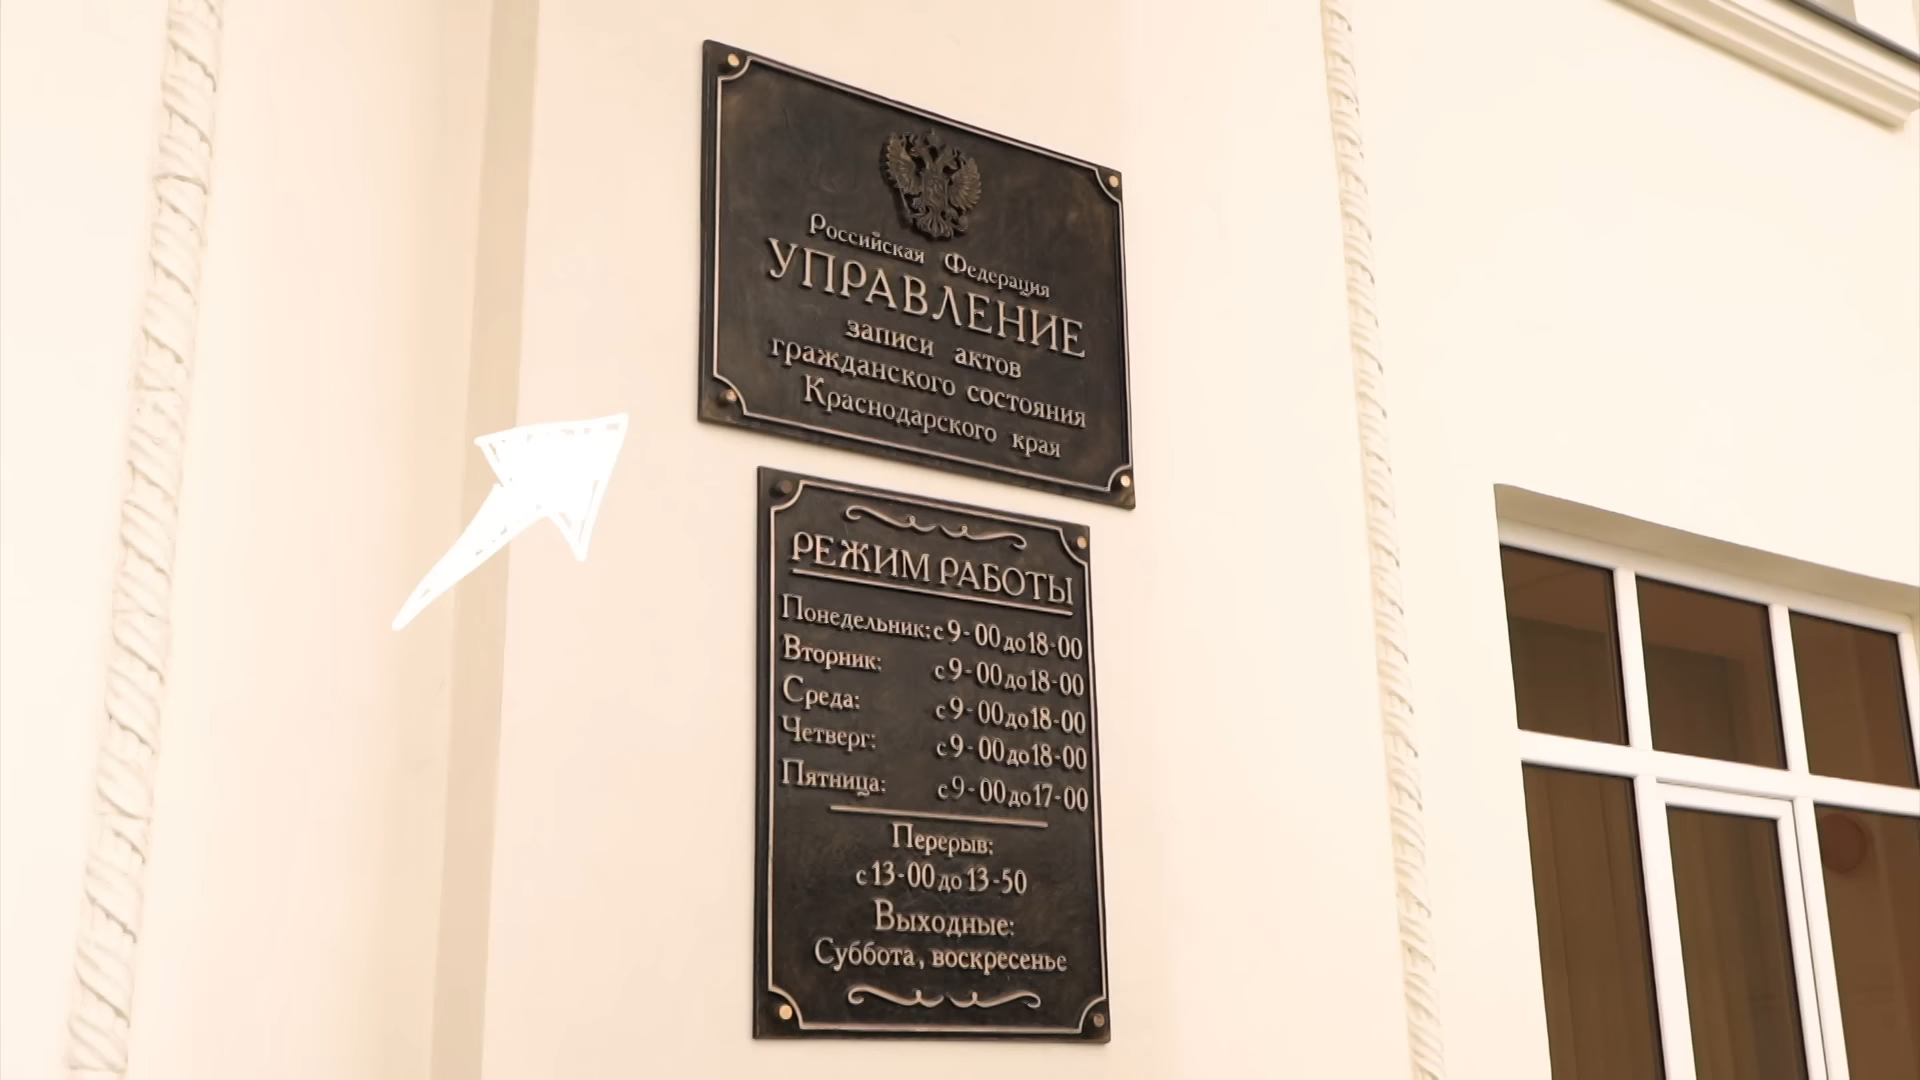 Российская Федерация
УПРАВЛЕНИЕ
записи актов
гражданского состояния
Краснодарского края
РЕЖИМ РАБОТЫ
Понедельник: с 9-00 до 18-00
Вторник: с 9-00 до 18-00
Среда: с 9-00 до 18-00
Четверг: с 9-00 до 18-00
Пятница: с 9-00 до 17-00
Перерыв:
с 13-00 до 13-50
Выходные:
Суббота, воскресенье